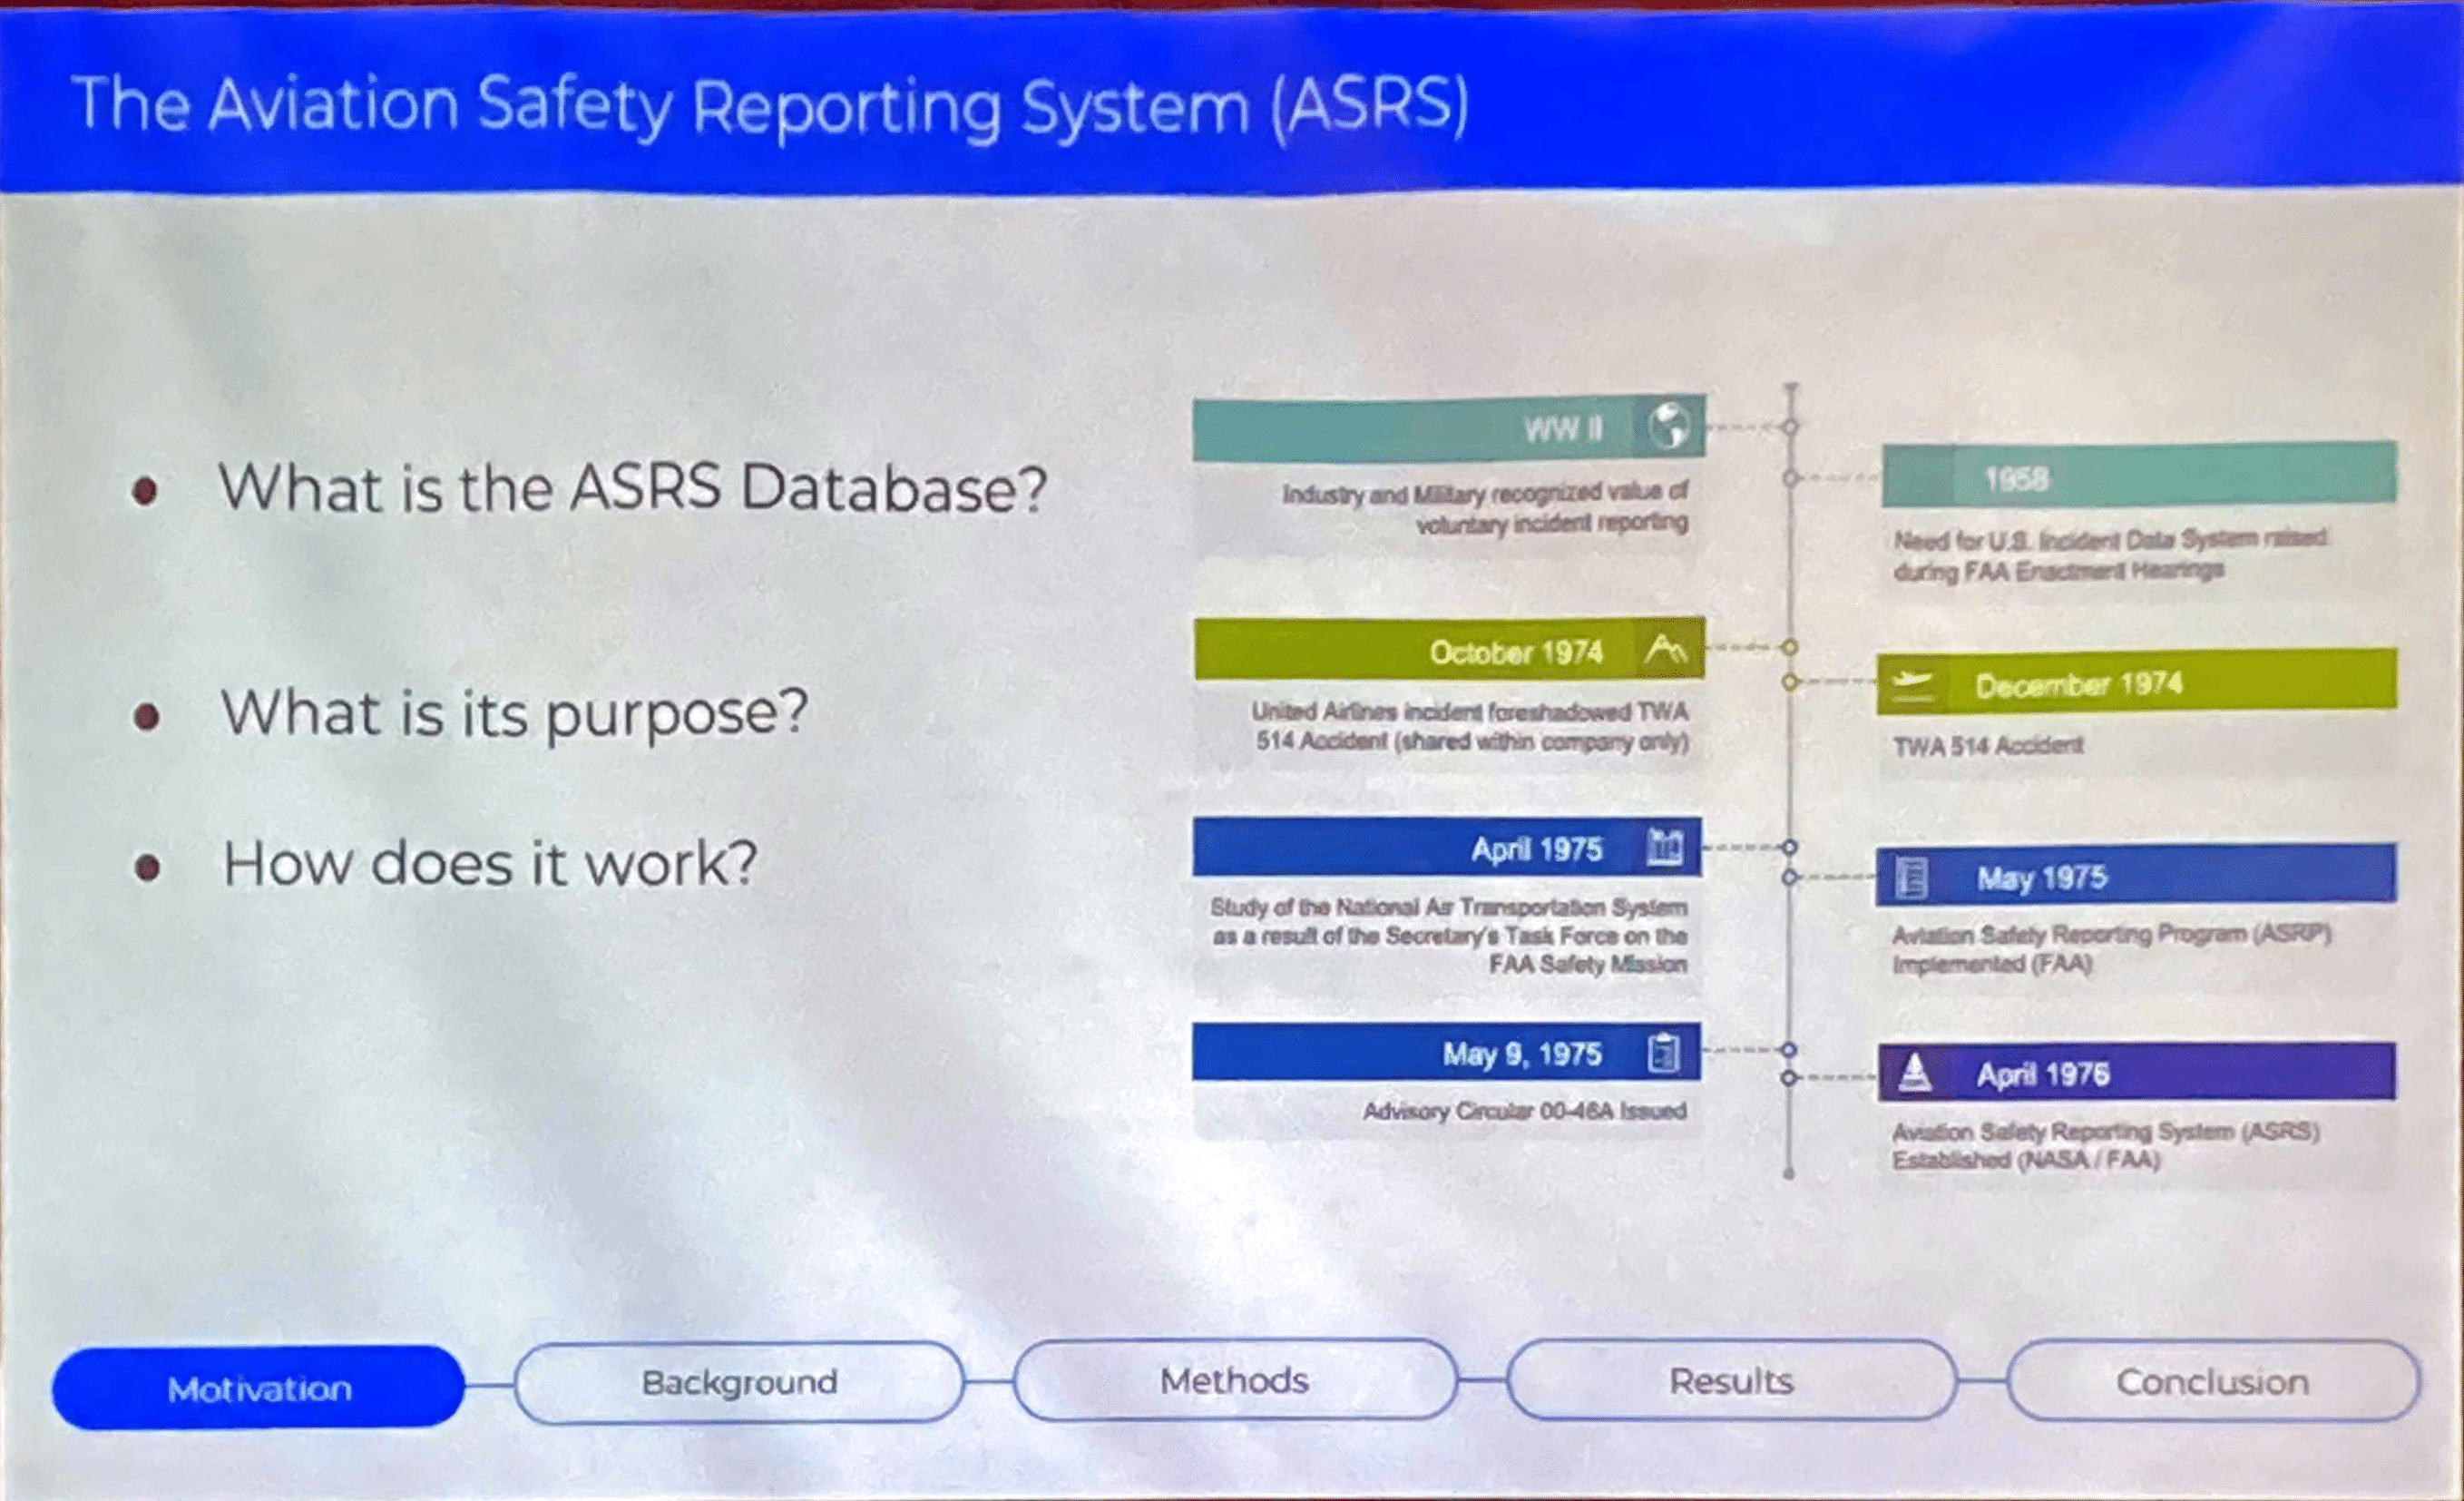 The Aviation Safety Reporting System (ASRS)
• What is the ASRS Database?
• What is its purpose?
• How does it work?
WW II
Industry and Military recognized value of
voluntary incident reporting
1958
Need for U.S. Incident Data System raised
during FAA Enactment Hearings
October 1974
United Airlines incident foreshadowed TWA
514 Accident (shared within company only)
December 1974
TWA 514 Accident
April 1975
Study of the National Air Transportation System
as a result of the Secretary's Task Force on the
FAA Safety Mission
May 1975
Aviation Safety Reporting Program (ASRP)
Implemented (FAA)
May 9, 1975
Advisory Circular 00-46A Issued
April 1976
Aviation Safety Reporting System (ASRS)
Established (NASA / FAA)
Motivation
Background
Methods
Results
Conclusion